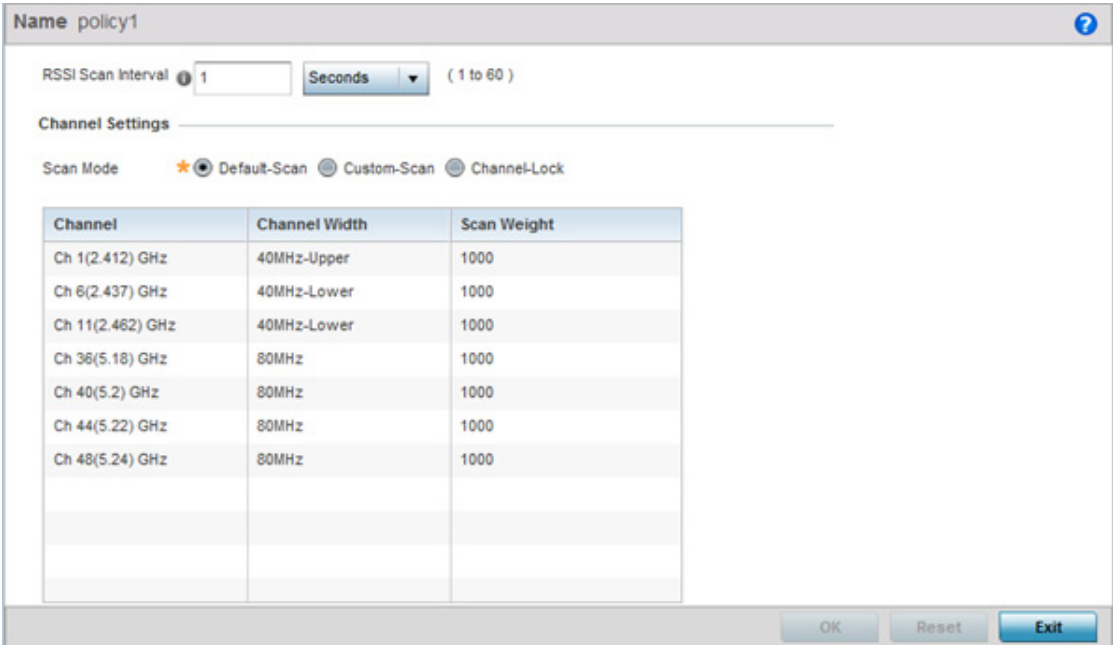 Name policy1
RSSI Scan Interval 1 Seconds ( 1 to 60 )
Channel Settings
Scan Mode * Default-Scan Custom-Scan Channel-Lock
Channel Channel Width Scan Weight
Ch 1(2.412) GHz 40MHz-Upper 1000
Ch 6(2.437) GHz 40MHz-Lower 1000
Ch 11(2.462) GHz 40MHz-Lower 1000
Ch 36(5.18) GHz 80MHz 1000
Ch 40(5.2) GHz 80MHz 1000
Ch 44(5.22) GHz 80MHz 1000
Ch 48(5.24) GHz 80MHz 1000
OK Reset Exit